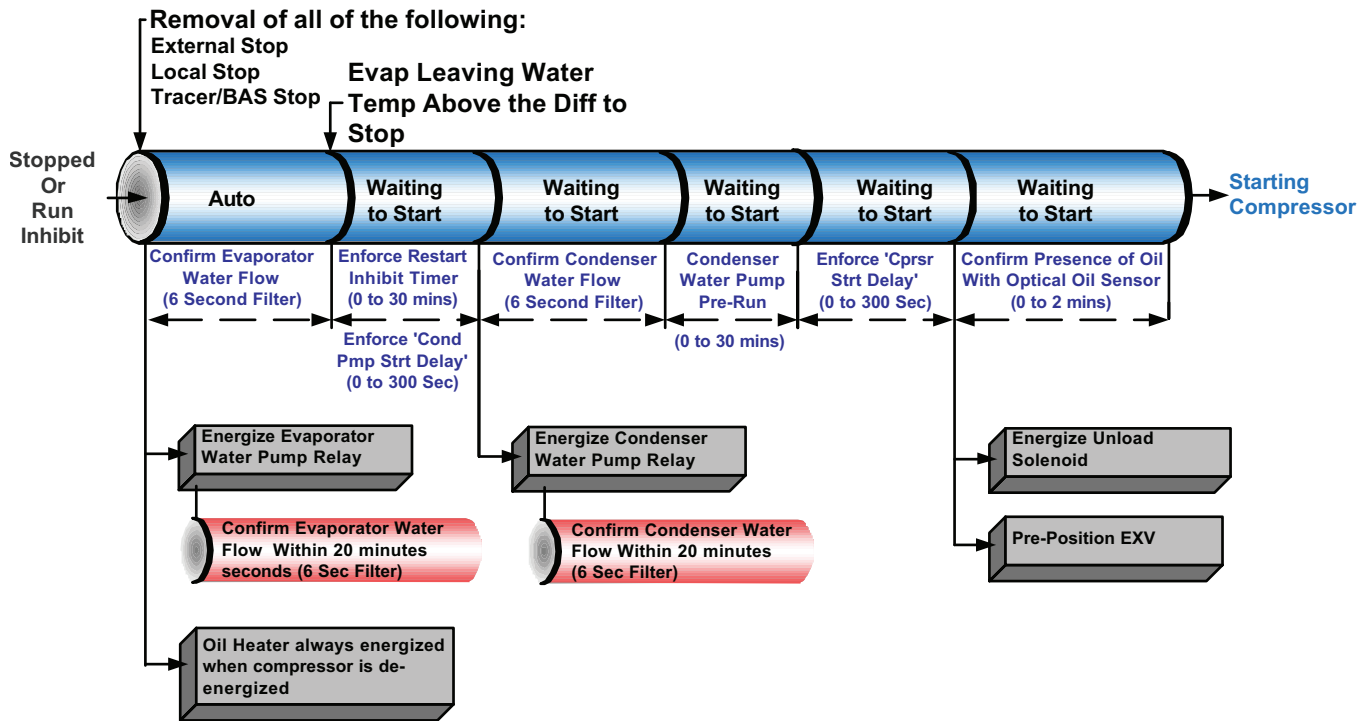 Removal of all of the following:
External Stop
Local Stop
Tracer/BAS Stop
Evap Leaving Water
Temp Above the Diff to
Stop
Stopped
Or
Run
Inhibit
Auto
Waiting
to Start
Waiting
to Start
Waiting
to Start
Waiting
to Start
Waiting
to Start
Starting
Compressor
Confirm Evaporator
Water Flow
(6 Second Filter)
Enforce Restart
Inhibit Timer
(0 to 30 mins)
Enforce 'Cond
Pmp Strt Delay'
(0 to 300 Sec)
Confirm Condenser
Water Flow
(6 Second Filter)
Condenser
Water Pump
Pre-Run
(0 to 30 mins)
Enforce 'Cprsr
Strt Delay'
(0 to 300 Sec)
Confirm Presence of Oil
With Optical Oil Sensor
(0 to 2 mins)
Energize Evaporator
Water Pump Relay
Confirm Evaporator Water
Flow Within 20 minutes
seconds (6 Sec Filter)
Oil Heater always energized
when compressor is de-
energized
Energize Condenser
Water Pump Relay
Confirm Condenser Water
Flow Within 20 minutes
(6 Sec Filter)
Energize Unload
Solenoid
Pre-Position EXV